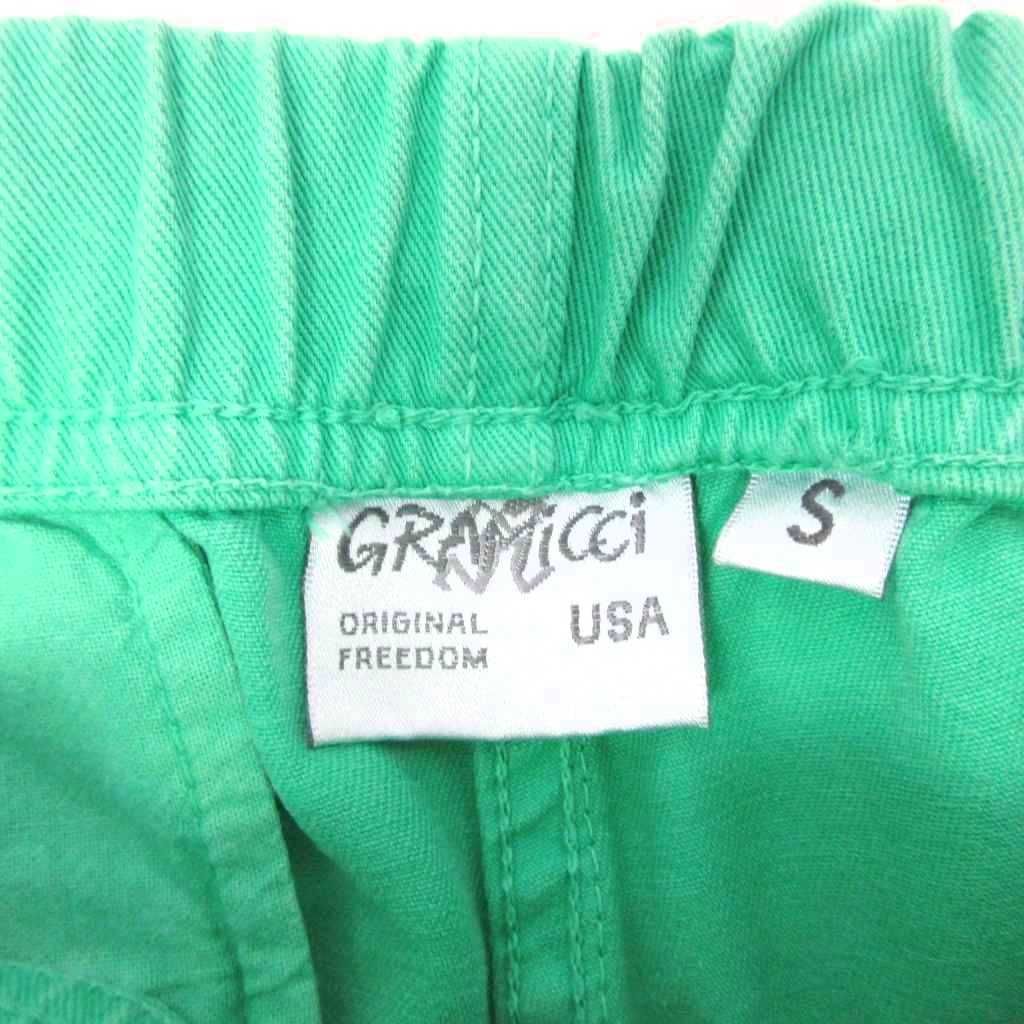 GRAMiCCi
ORIGINAL
FREEDOM
USA
S